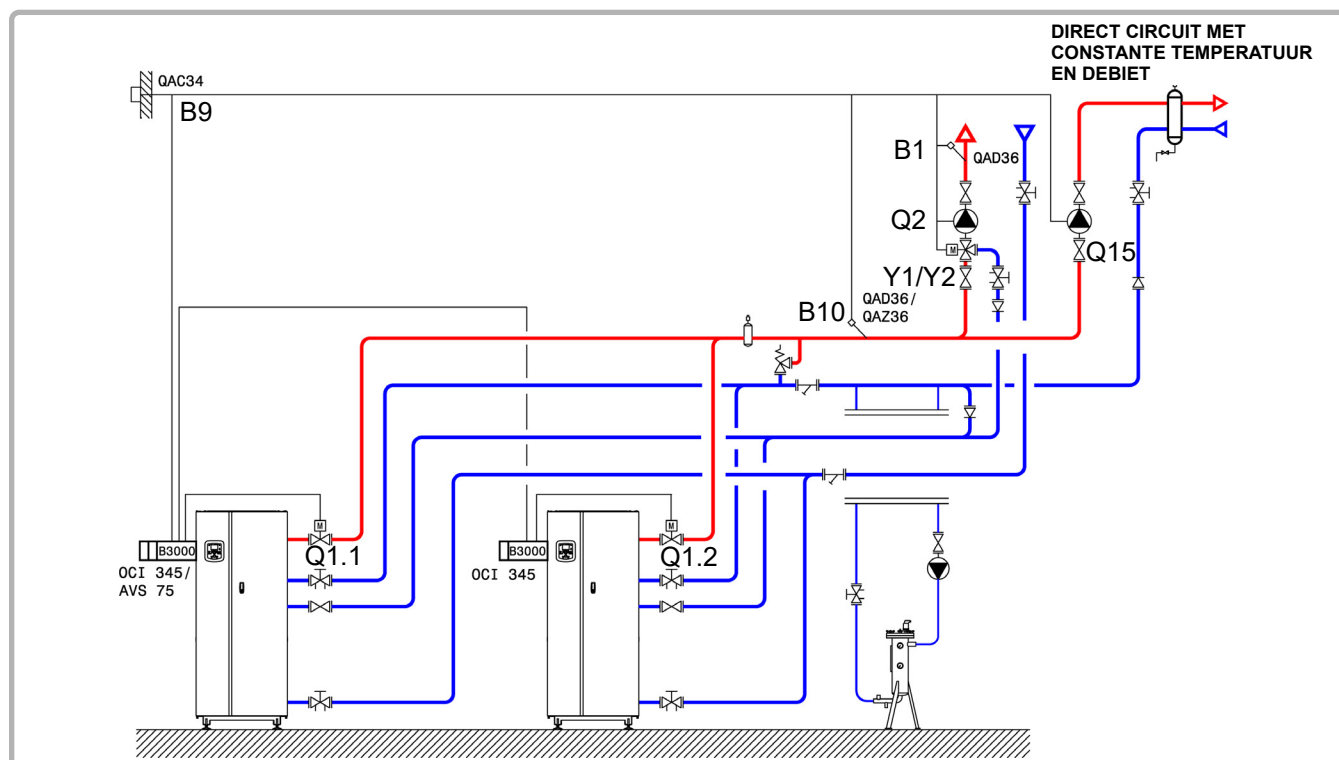 DIRECT CIRCUIT MET
CONSTANTE TEMPERATUUR
EN DEBIET
QAC34
B9
B1
QAD36
Q2
Q15
Y1/Y2
B10
QAD36/
QAZ36
M
M
M
B3000
Q1.1
B3000
Q1.2
OCI 345/
AVS 75
OCI 345